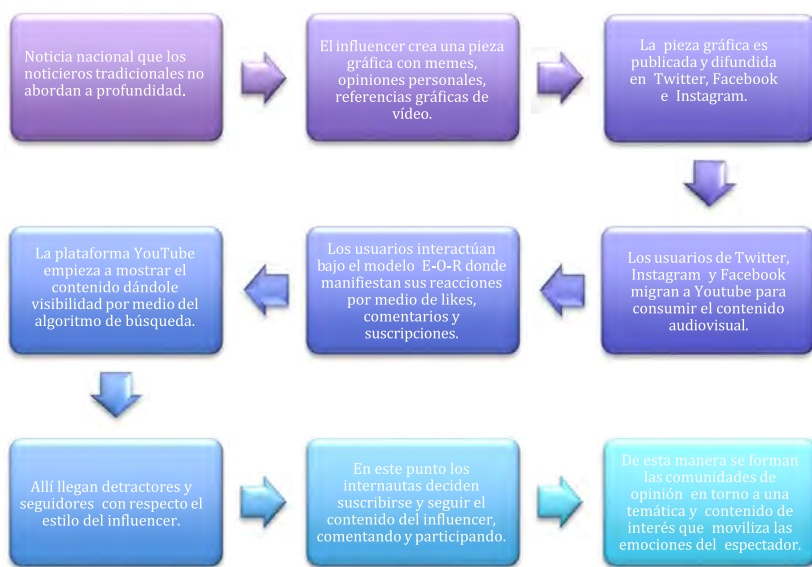 Noticia nacional que los
noticieros tradicionales no
abordan a profundidad.
El influencer crea una pieza
gráfica con memes,
opiniones personales,
referencias gráficas de
vídeo.
La pieza gráfica es
publicada y difundida
en Twitter, Facebook
e Instagram.
Los usuarios de Twitter,
Instagram y Facebook
migran a Youtube para
consumir el contenido
audiovisual.
Los usuarios interactúan
bajo el modelo E-O-R donde
manifiestan sus reacciones
por medio de likes,
comentarios y
suscripciones.
La plataforma YouTube
empieza a mostrar el
contenido dándole
visibilidad por medio del
algoritmo de búsqueda.
Allí llegan detractores y
seguidores con respecto el
estilo del influencer.
En este punto los
internautas deciden
suscribirse y seguir el
contenido del influencer,
comentando y participando.
De esta manera se forman
las comunidades de
opinión en torno a una
temática y contenido de
interés que moviliza las
emociones del espectador.